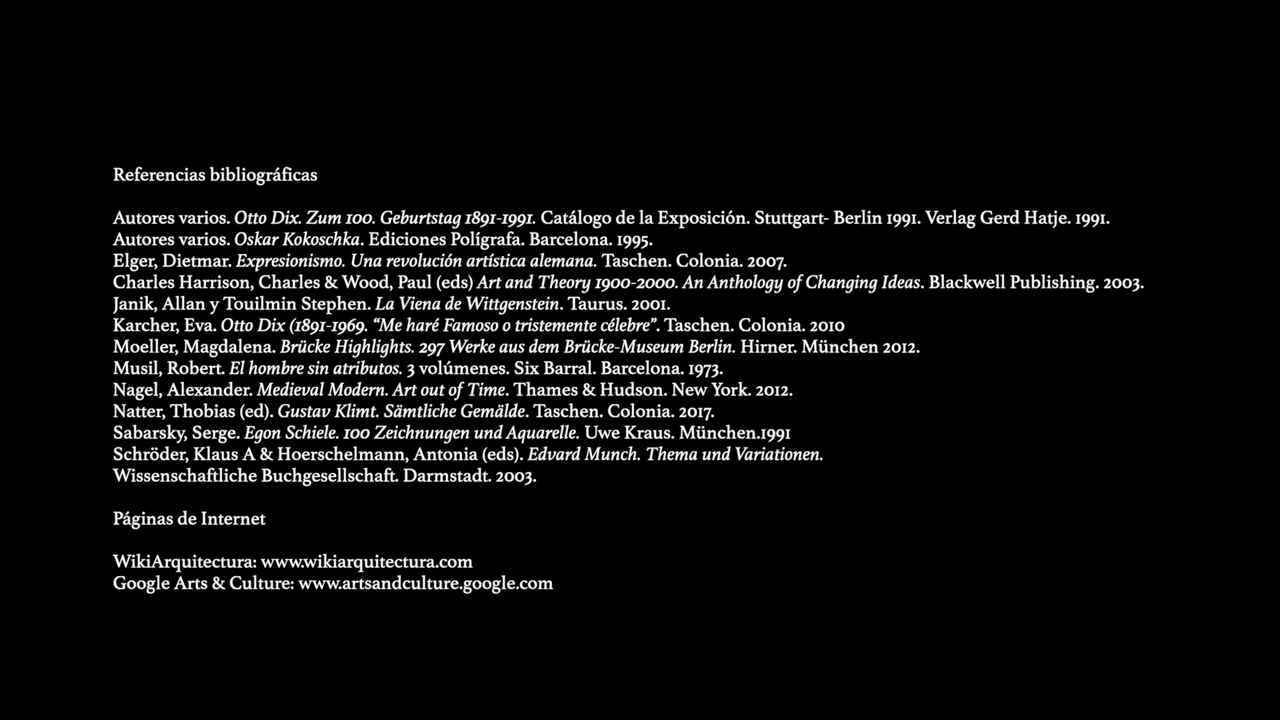 Referencias bibliográficas
Autores varios. Otto Dix. Zum 100. Geburtstag 1891-1991. Catálogo de la Exposición. Stuttgart- Berlin 1991. Verlag Gerd Hatje. 1991.
Autores varios. Oskar Kokoschka. Ediciones Polígrafa. Barcelona. 1995.
Elger, Dietmar. Expresionismo. Una revolución artística alemana. Taschen. Colonia. 2007.
Charles Harrison, Charles & Wood, Paul (eds) Art and Theory 1900-2000. An Anthology of Changing Ideas. Blackwell Publishing. 2003.
Janik, Allan y Touilmin Stephen. La Viena de Wittgenstein. Taurus. 2001.
Karcher, Eva. Otto Dix (1891-1969. “Me haré Famoso o tristemente célebre”. Taschen. Colonia. 2010
Moeller, Magdalena. Brücke Highlights. 297 Werke aus dem Brücke-Museum Berlin. Hirner. München 2012.
Musil, Robert. El hombre sin atributos. 3 volúmenes. Six Barral. Barcelona. 1973.
Nagel, Alexander. Medieval Modern. Art out of Time. Thames & Hudson. New York. 2012.
Natter, Thobias (ed). Gustav Klimt. Sämtliche Gemälde. Taschen. Colonia. 2017.
Sabarsky, Serge. Egon Schiele. 100 Zeichnungen und Aquarelle. Uwe Kraus. München.1991
Schröder, Klaus A & Hoerschelmann, Antonia (eds). Edvard Munch. Thema und Variationen.
Wissenschaftliche Buchgesellschaft. Darmstadt. 2003.
Páginas de Internet
WikiArquitectura: www.wikiarquitectura.com
Google Arts & Culture: www.artsandculture.google.com